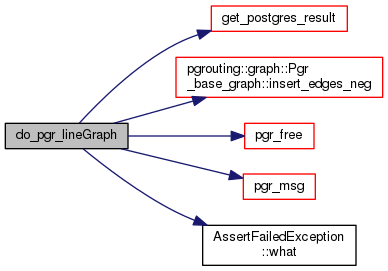 get_postgres_result
pgrouting::graph::Pgr
_base_graph::insert_edges_neg
do_pgr_lineGraph
pgr_free
pgr_msg
AssertFailedException
::what